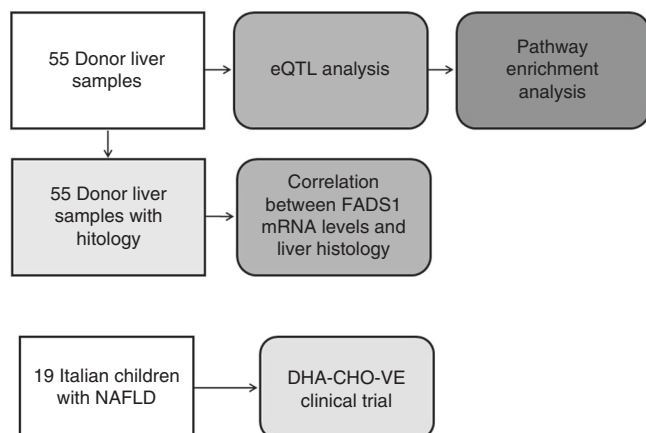 55 Donor liver
samples
eQTL analysis
Pathway
enrichment
analysis
55 Donor liver
samples with
hitology
Correlation
between FADS1
mRNA levels and
liver histology
19 Italian children
with NAFLD
DHA-CHO-VE
clinical trial